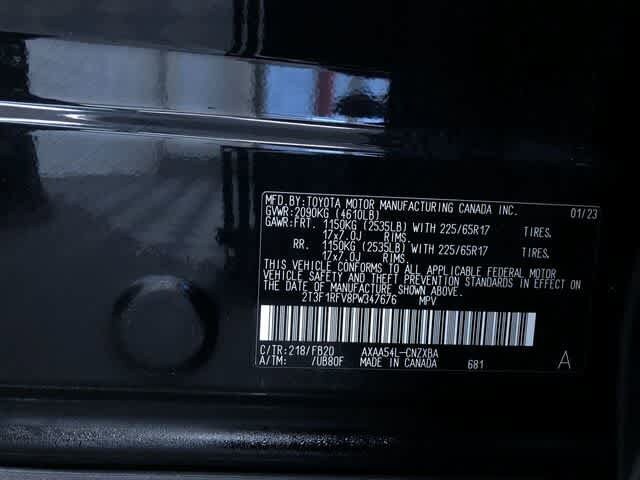 MFD.BY:TOYOTA MOTOR MANUFACTURING CANADA INC.
GVWR:2090KG (4610LB) 01/23
GAWR:FRT. 1150KG (2535LB) WITH 225/65R17 TIRES.
17x7.0J RIMS
RR. 1150KG (2535LB) WITH 225/65R17 TIRES.
17x7.0J RIMS.
THIS VEHICLE CONFORMS TO ALL APPLICABLE FEDERAL MOTOR
VEHICLE SAFETY AND THEFT PREVENTION STANDARDS IN EFFECT ON
THE DATE OF MANUFACTURE SHOWN ABOVE.
2T3F1RFV8PW347676 MPV
C/TR:218/FB20 AXAA54L-CNZXBA
A/TM: /UB80F MADE IN CANADA 681 A